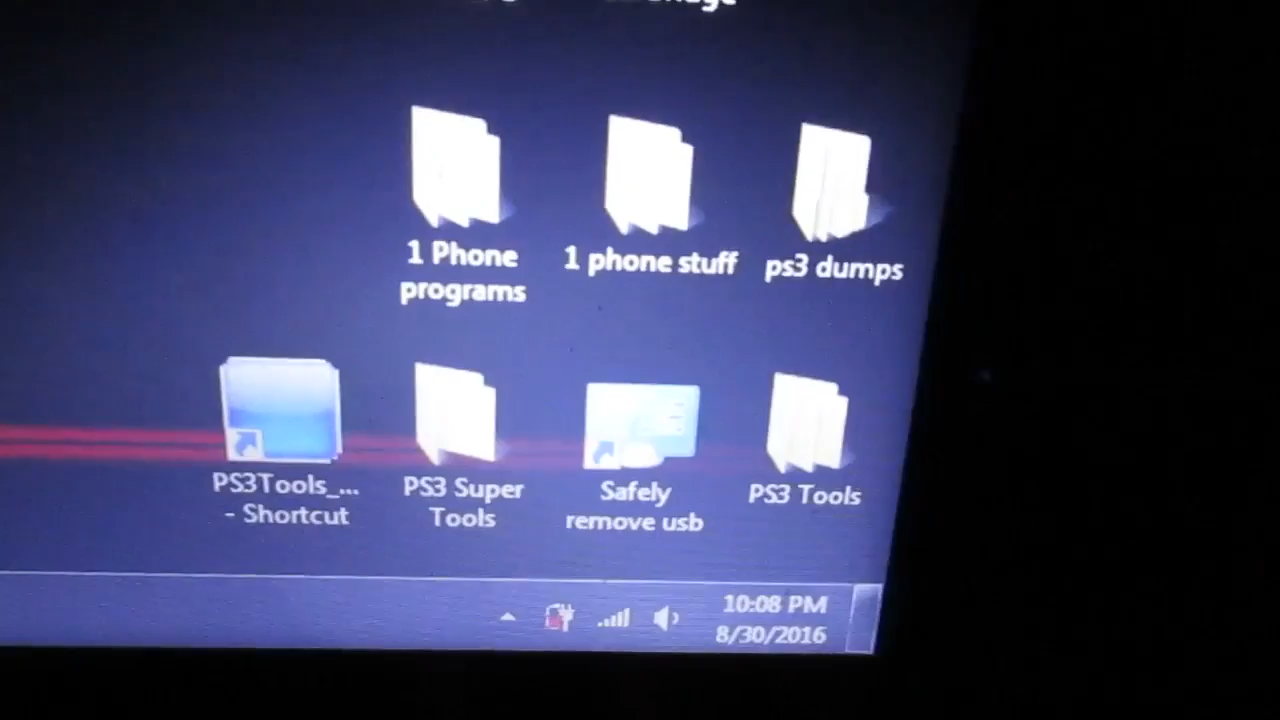 1 Phone
programs
1 phone stuff
ps3 dumps
PS3Tools_...
- Shortcut
PS3 Super
Tools
Safely
remove usb
PS3 Tools
10:08 PM
8/30/2016